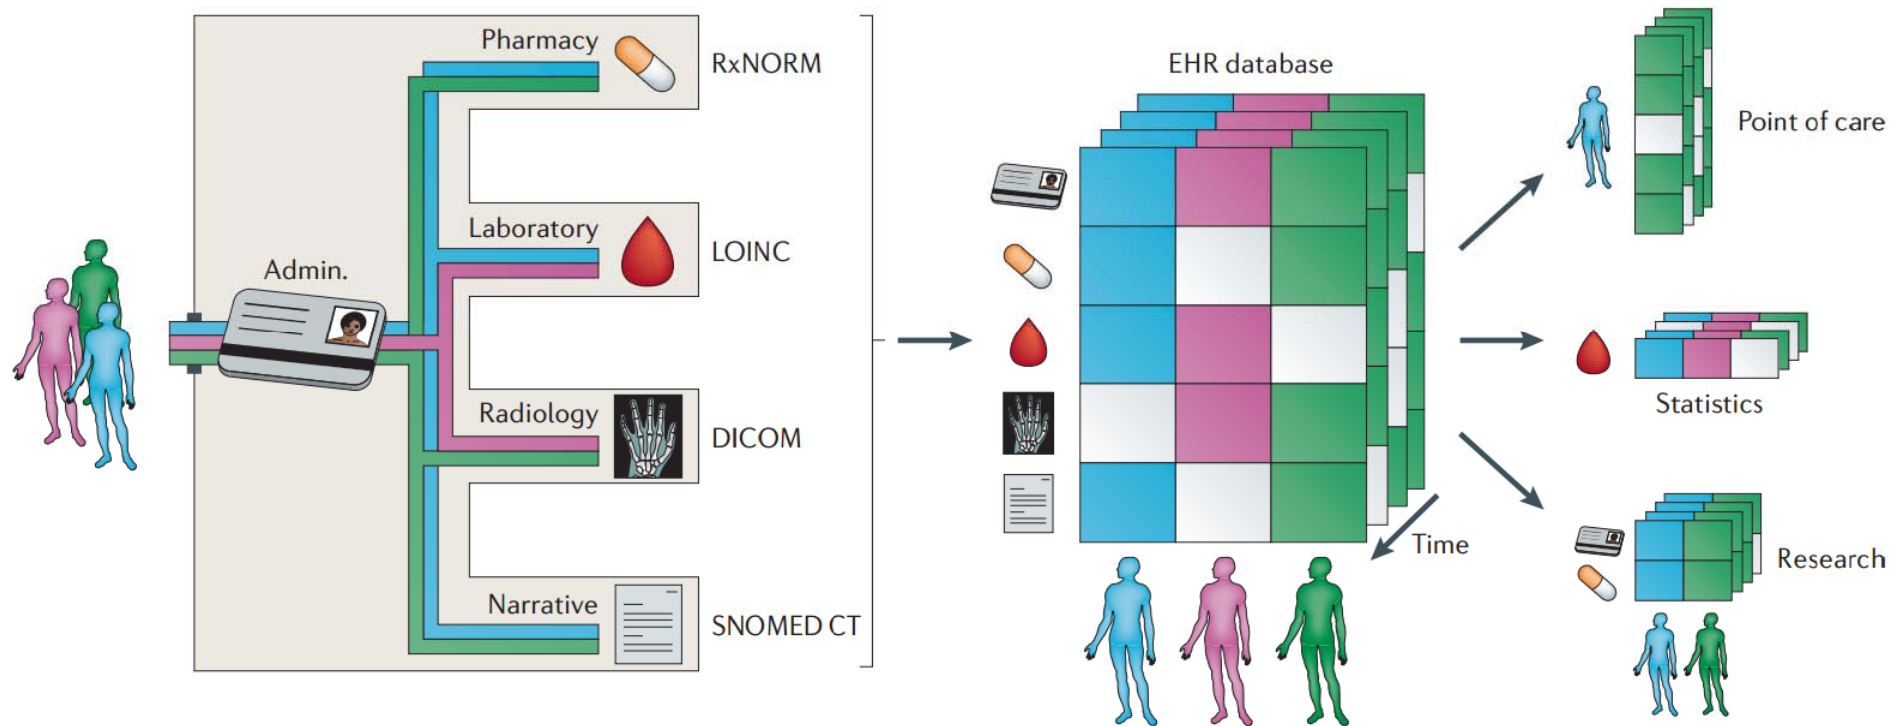 Pharmacy
RxNORM
Laboratory
LOINC
Admin.
Radiology
DICOM
Narrative
SNOMED CT
EHR database
Time
Point of care
Statistics
Research